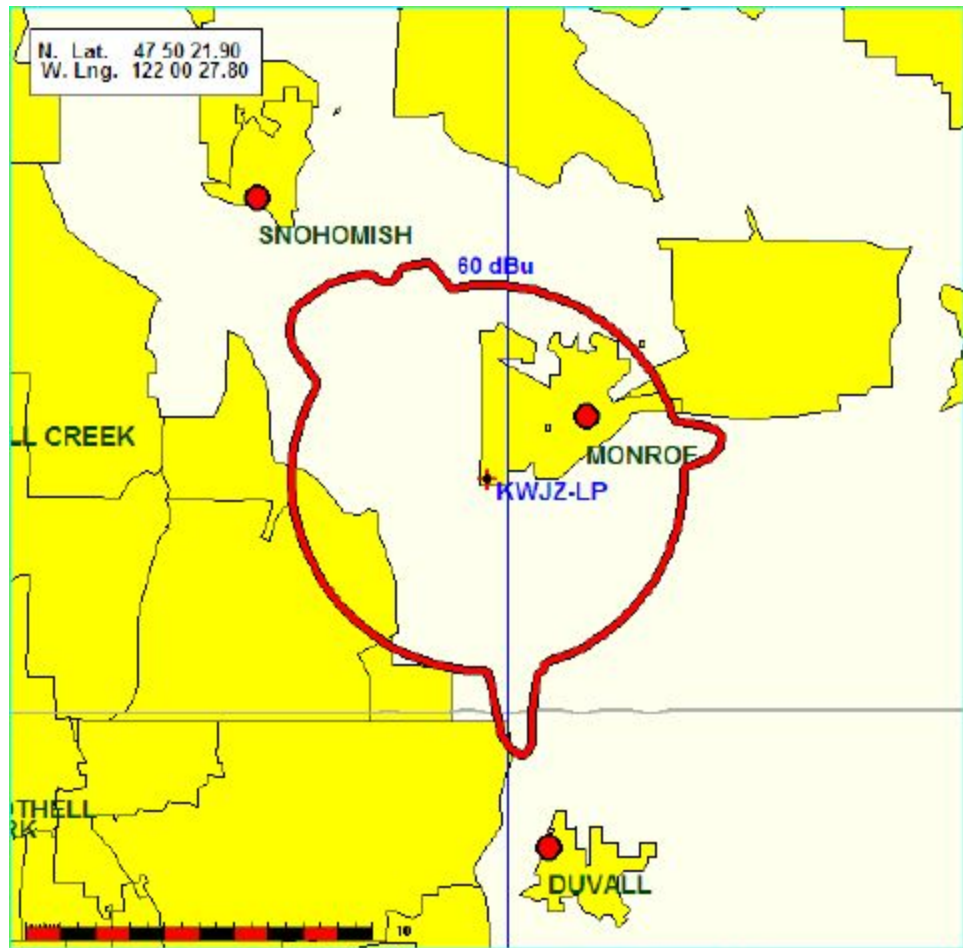 N. Lat. 47 50 21.90
W. Lng. 122 00 27.80
SNOHOMISH
60 dBu
LL CREEK
MONROE
KWJZ-LP
OTHELL
RK
DUVALL
10